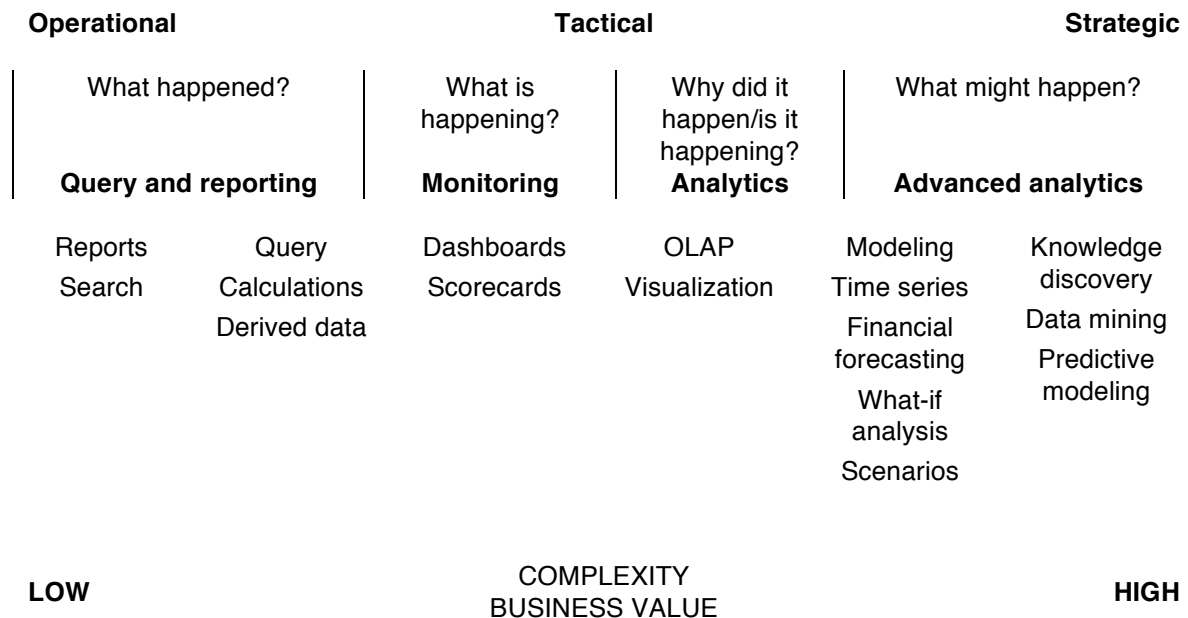 Operational Tactical Strategic
What happened?
What is
happening?
Why did it
happen/is it
happening?
What might happen?
Query and reporting Monitoring Analytics Advanced analytics
Reports
Search
Query
Calculations
Derived data
Dashboards
Scorecards
OLAP
Visualization
Modeling
Time series
Financial
forecasting
What-if
analysis
Scenarios
Knowledge
discovery
Data mining
Predictive
modeling
LOW
COMPLEXITY
BUSINESS VALUE
HIGH